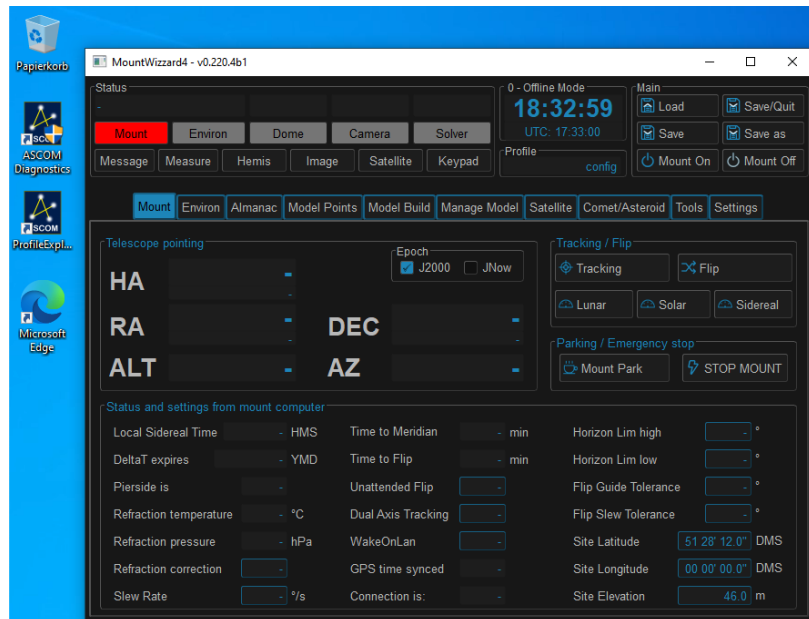 Papierkorb
ASCOM
ASCOM
Diagnostics
ASCOM
ProfileExpl...
Microsoft
Edge
MountWizzard4 - v0.220.4b1
Status
-
Mount Environ Dome Camera Solver
Message Measure Hemis Image Satellite Keypad
0 - Offline Mode
18:32:59
UTC: 17:33:00
Profile
config
Main
Load Save/Quit
Save Save as
Mount On Mount Off
Mount Environ Almanac Model Points Model Build Manage Model Satellite Comet/Asteroid Tools Settings
Telescope pointing
Epoch
J2000 JNow
HA -
-
RA - DEC -
- -
ALT - AZ -
Tracking / Flip
Tracking Flip
Lunar Solar Sidereal
Parking / Emergency stop
Mount Park STOP MOUNT
Status and settings from mount computer
Local Sidereal Time - HMS Time to Meridian - min Horizon Lim high - °
DeltaT expires - YMD Time to Flip - min Horizon Lim low - °
Pierside is - Unattended Flip - Flip Guide Tolerance - °
Refraction temperature - °C Dual Axis Tracking - Flip Slew Tolerance - °
Refraction pressure - hPa WakeOnLan - Site Latitude 51 28' 12.0" DMS
Refraction correction - GPS time synced - Site Longitude 00 00' 00.0" DMS
Slew Rate - °/s Connection is: - Site Elevation 46.0 m